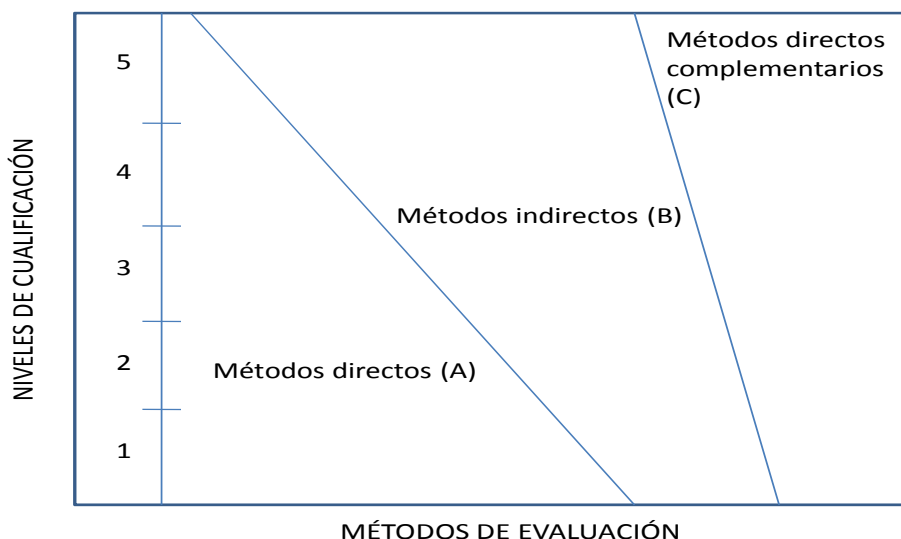 Métodos directos
complementarios
(C)
5
4
Métodos indirectos (B)
3
2
Métodos directos (A)
1
NIVELES DE CUALIFICACIÓN
MÉTODOS DE EVALUACIÓN